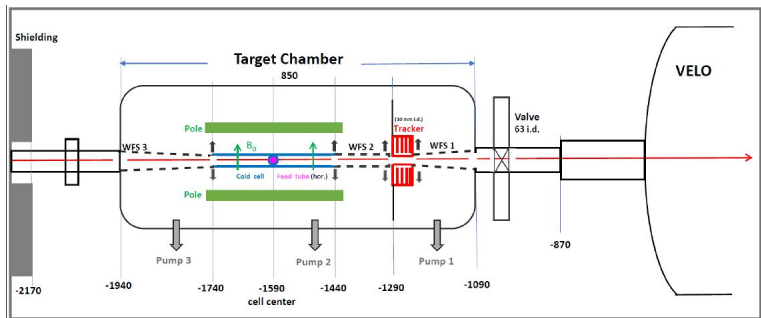 Shielding
Target Chamber
850
VELO
Valve
63 i.d.
(10 mm i.d.)
Tracker
Pole
WFS 3
B0
WFS 2
WFS 1
Cold cell
Feed tube (hor.)
Pole
-870
Pump 3
Pump 2
Pump 1
-2170
-1940
-1740
-1590
-1440
-1290
-1090
cell center